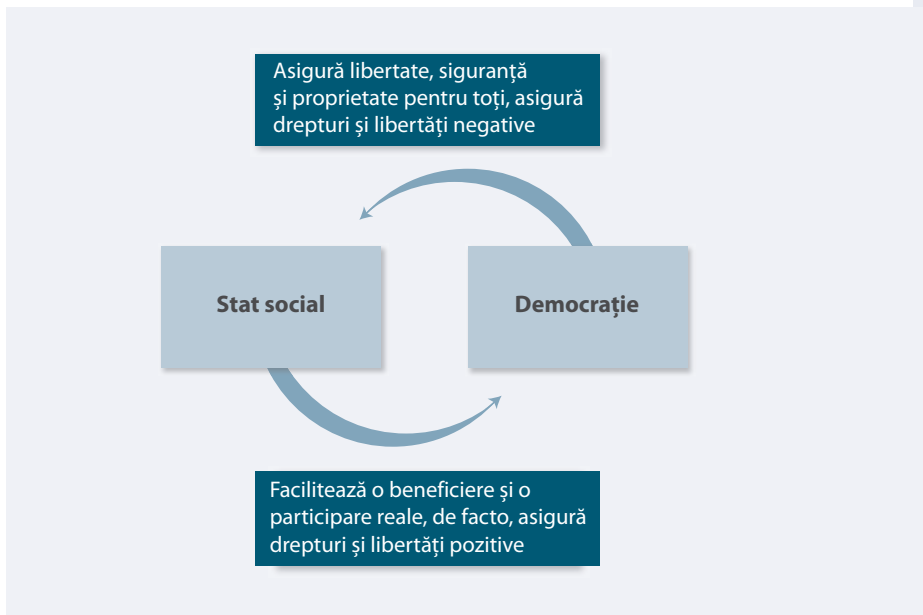 Asigură libertate, siguranță
și proprietate pentru toți, asigură
drepturi și libertăți negative
Stat social
Democrație
Facilitează o beneficiere și o
participare reale, de facto, asigură
drepturi și libertăți pozitive